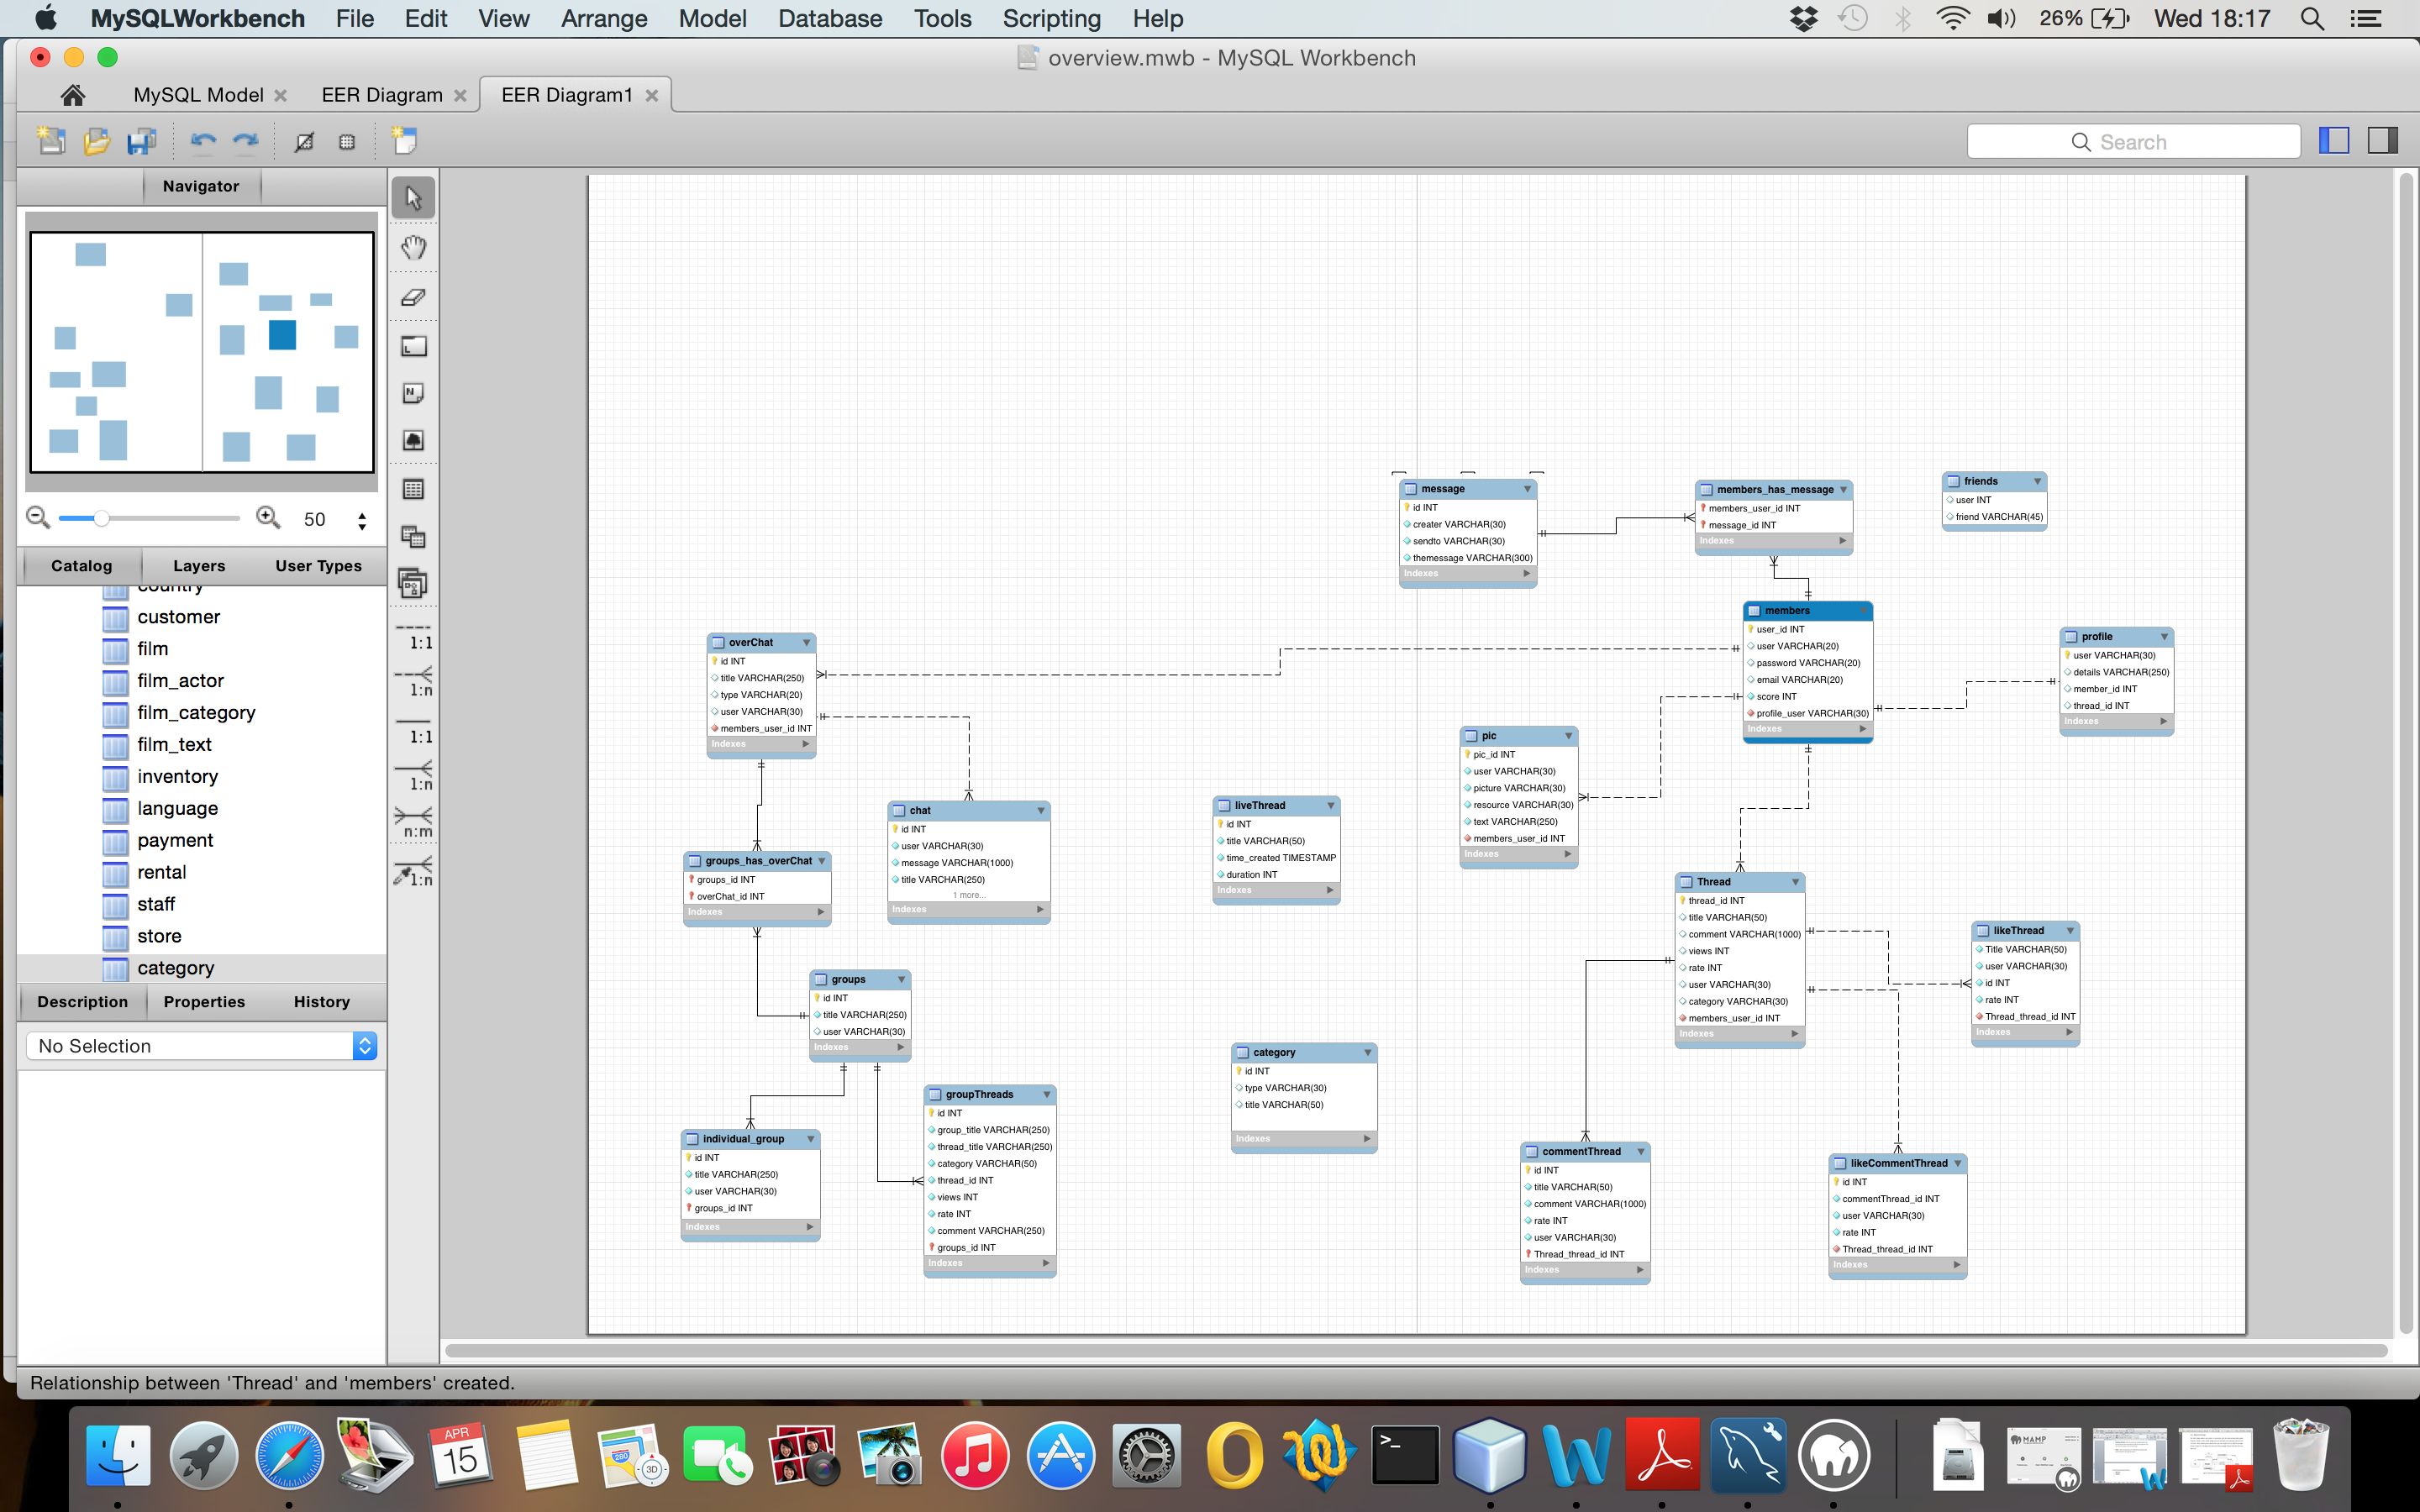 MySQLWorkbench File Edit View Arrange Model Database Tools Scripting Help
26% Wed 18:17
overview.mwb - MySQL Workbench
MySQL Model EER Diagram EER Diagram1
Search
Navigator
50
Catalog Layers User Types
country
customer
film
film_actor
film_category
film_text
inventory
language
payment
rental
staff
store
category
Description Properties History
No Selection
1:1
1:n
1:1
1:n
n:m
1:n
message
id INT
creater VARCHAR(30)
sendto VARCHAR(30)
themessage VARCHAR(300)
Indexes
members_has_message
members_user_id INT
message_id INT
Indexes
friends
user INT
friend VARCHAR(45)
overChat
id INT
title VARCHAR(250)
type VARCHAR(20)
user VARCHAR(30)
members_user_id INT
Indexes
members
user_id INT
user VARCHAR(20)
password VARCHAR(20)
email VARCHAR(20)
score INT
profile_user VARCHAR(30)
Indexes
profile
user VARCHAR(30)
details VARCHAR(250)
member_id INT
thread_id INT
Indexes
pic
pic_id INT
user VARCHAR(30)
picture VARCHAR(30)
resource VARCHAR(30)
text VARCHAR(250)
members_user_id INT
Indexes
chat
id INT
user VARCHAR(30)
message VARCHAR(1000)
title VARCHAR(250)
1 more...
Indexes
liveThread
id INT
title VARCHAR(50)
time_created TIMESTAMP
duration INT
Indexes
groups_has_overChat
groups_id INT
overChat_id INT
Indexes
Thread
thread_id INT
title VARCHAR(50)
comment VARCHAR(1000)
views INT
rate INT
user VARCHAR(30)
category VARCHAR(30)
members_user_id INT
Indexes
likeThread
Title VARCHAR(50)
user VARCHAR(30)
id INT
rate INT
Thread_thread_id INT
Indexes
groups
id INT
title VARCHAR(250)
user VARCHAR(30)
Indexes
category
id INT
type VARCHAR(30)
title VARCHAR(50)
Indexes
groupThreads
id INT
group_title VARCHAR(250)
thread_title VARCHAR(250)
category VARCHAR(50)
thread_id INT
views INT
rate INT
comment VARCHAR(250)
groups_id INT
Indexes
individual_group
id INT
title VARCHAR(250)
user VARCHAR(30)
groups_id INT
Indexes
commentThread
id INT
title VARCHAR(50)
comment VARCHAR(1000)
rate INT
user VARCHAR(30)
Thread_thread_id INT
Indexes
likeCommentThread
id INT
commentThread_id INT
user VARCHAR(30)
rate INT
Thread_thread_id INT
Indexes
Relationship between 'Thread' and 'members' created.
APR
15
280
3D
>_
MAMP